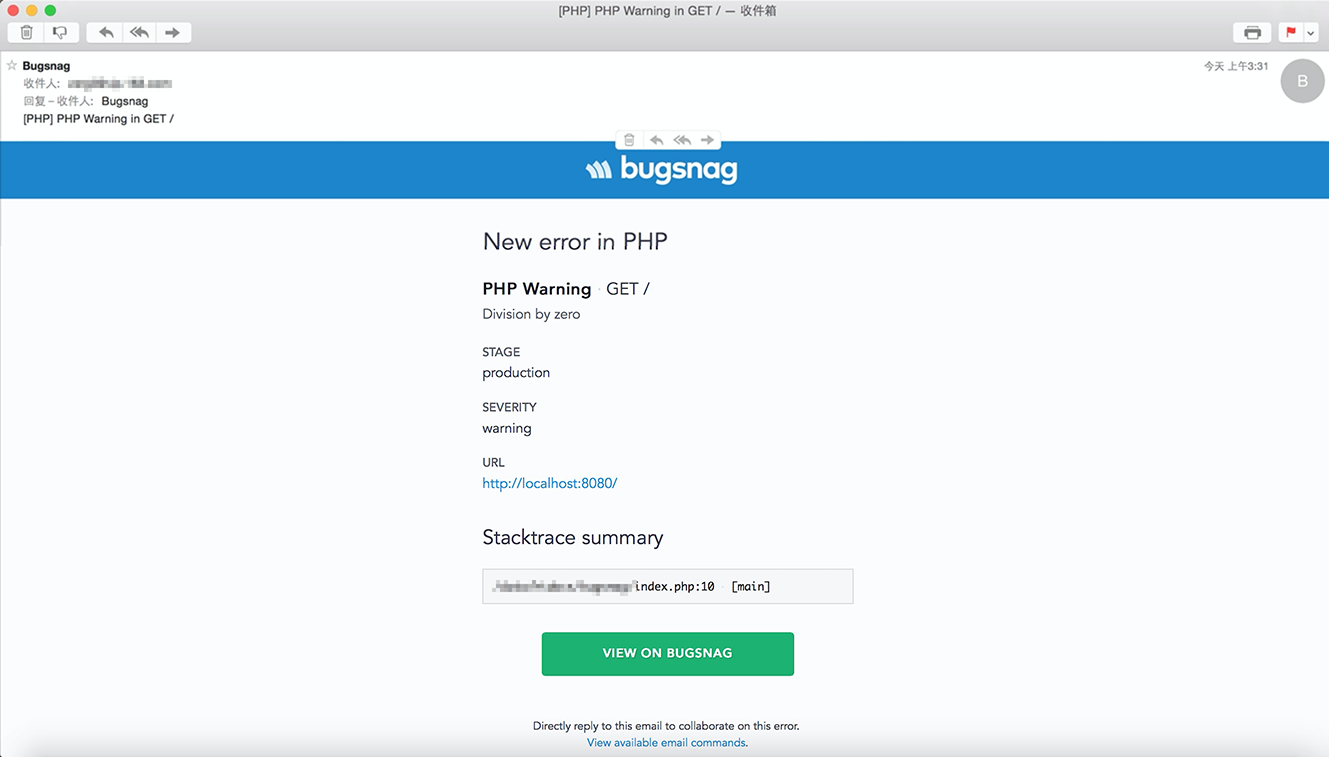 [PHP] PHP Warning in GET / — 收件箱
Bugsnag
今天 上午3:31
B
收件人:
回复－收件人: Bugsnag
[PHP] PHP Warning in GET /
bugsnag
New error in PHP
PHP Warning · GET /
Division by zero
STAGE
production
SEVERITY
warning
URL
http://localhost:8080/
Stacktrace summary
index.php:10 · [main]
VIEW ON BUGSNAG
Directly reply to this email to collaborate on this error.
View available email commands.